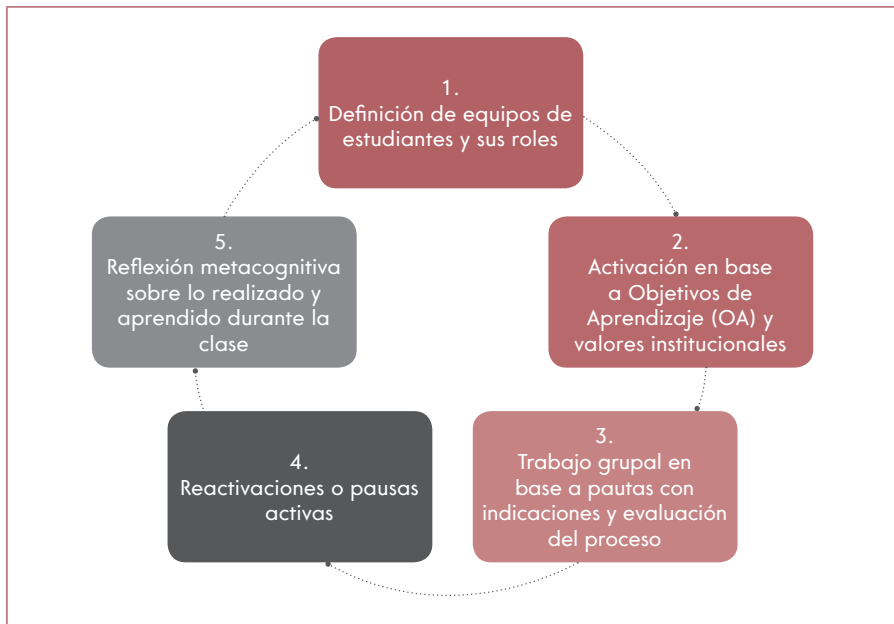 1.
Definición de equipos de
estudiantes y sus roles
2.
Activación en base
a Objetivos de
Aprendizaje (OA) y
valores institucionales
3.
Trabajo grupal en
base a pautas con
indicaciones y evaluación
del proceso
4.
Reactivaciones o pausas
activas
5.
Reflexión metacognitiva
sobre lo realizado y
aprendido durante la
clase